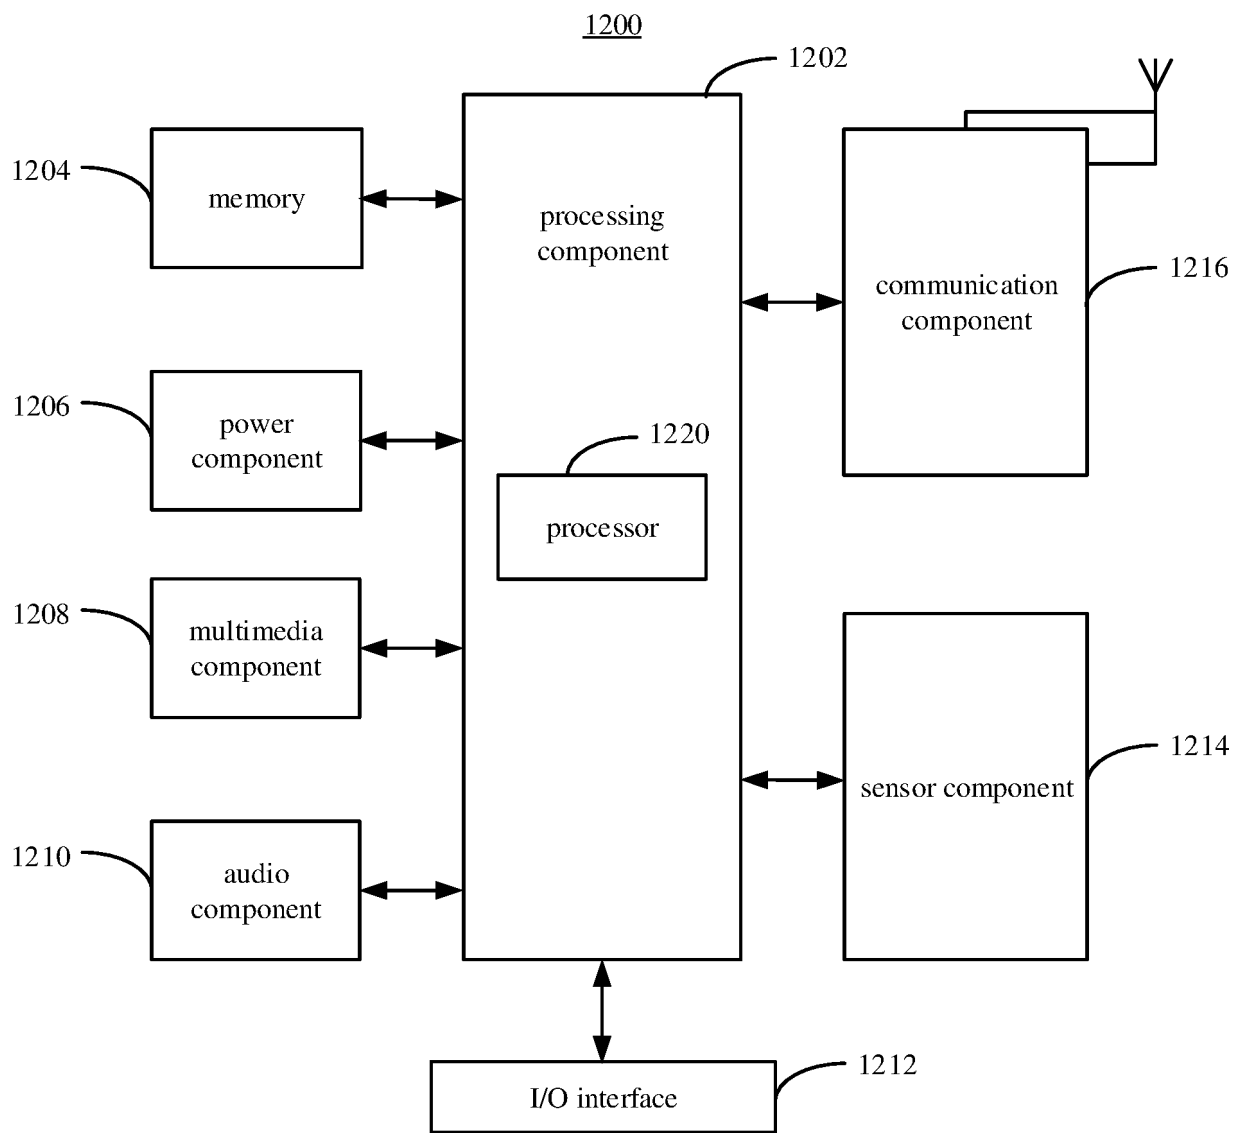 1200
1202
1204
memory
processing
component
communication
component
1216
1206
power
component
1220
processor
1208
multimedia
component
1214
sensor component
1210
audio
component
1212
I/O interface